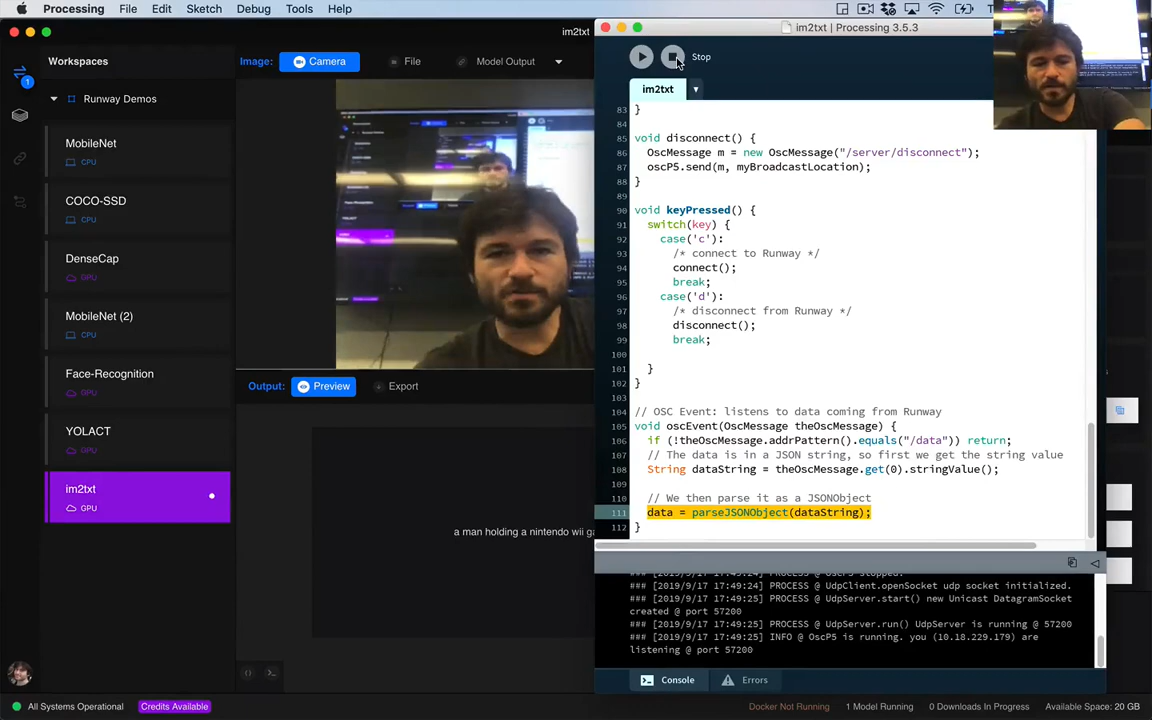 Processing File Edit Sketch Debug Tools Help
im2txt
im2txt | Processing 3.5.3
Workspaces
Image: Camera File Model Output
Stop
im2txt
1
Runway Demos
MobileNet
CPU
COCO-SSD
CPU
DenseCap
GPU
MobileNet (2)
CPU
Face-Recognition
GPU
YOLACT
GPU
im2txt
GPU
Output: Preview Export
a man holding a nintendo wii
83 }
84
85 void disconnect() {
86 OscMessage m = new OscMessage("/server/disconnect");
87 oscP5.send(m, myBroadcastLocation);
88 }
89
90 void keyPressed() {
91 switch(key) {
92 case('c'):
93 /* connect to Runway */
94 connect();
95 break;
96 case('d'):
97 /* disconnect from Runway */
98 disconnect();
99 break;
100
101 }
102 }
103
104 // OSC Event: listens to data coming from Runway
105 void oscEvent(OscMessage theOscMessage) {
106 if (!theOscMessage.addrPattern().equals("/data")) return;
107 // The data is in a JSON string, so first we get the string value
108 String dataString = theOscMessage.get(0).stringValue();
109
110 // We then parse it as a JSONObject
111 data = parseJSONObject(dataString);
112 }
### [2019/9/17 17:49:24] PROCESS @ OscP5 stopped.
### [2019/9/17 17:49:24] PROCESS @ UdpClient.openSocket udp socket initialized.
### [2019/9/17 17:49:25] PROCESS @ UdpServer.start() new Unicast DatagramSocket
created @ port 57200
### [2019/9/17 17:49:25] PROCESS @ UdpServer.run() UdpServer is running @ 57200
### [2019/9/17 17:49:25] INFO @ OscP5 is running. you (10.18.229.179) are
listening @ port 57200
Console Errors
All Systems Operational Credits Available Docker Not Running 1 Model Running 0 Downloads In Progress Available Space: 20 GB